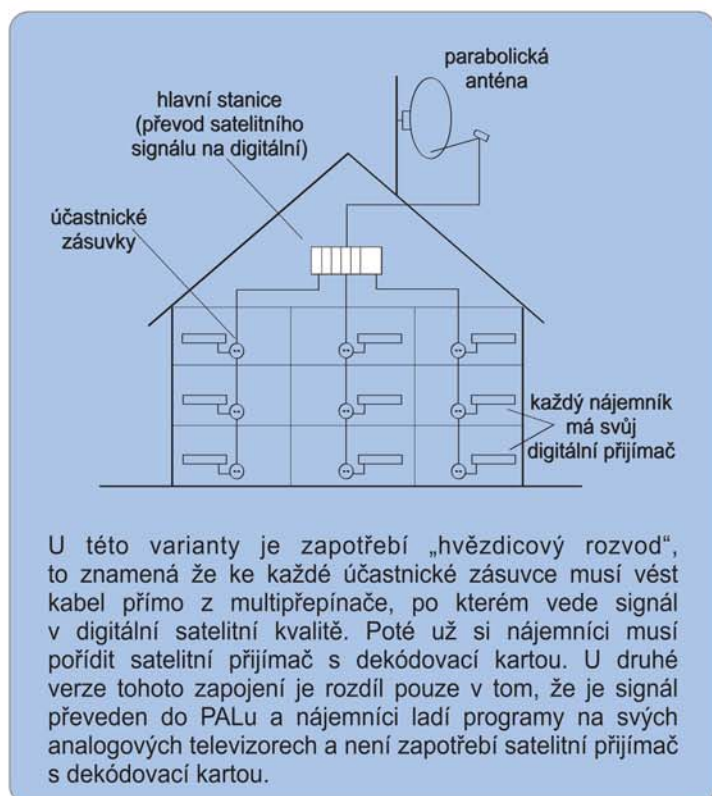 parabolická
anténa
hlavní stanice
(převod satelitního
signálu na digitální)
účastnické
zásuvky
každý nájemník
má svůj
digitální přijímač
U této varianty je zapotřebí „hvězdicový rozvod“,
to znamená že ke každé účastnické zásuvce musí vést
kabel přímo z multipřepínače, po kterém vede signál
v digitální satelitní kvalitě. Poté už si nájemníci musí
pořídit satelitní přijímač s dekódovací kartou. U druhé
verze tohoto zapojení je rozdíl pouze v tom, že je signál
převeden do PALu a nájemníci ladí programy na svých
analogových televizorech a není zapotřebí satelitní přijímač
s dekódovací kartou.